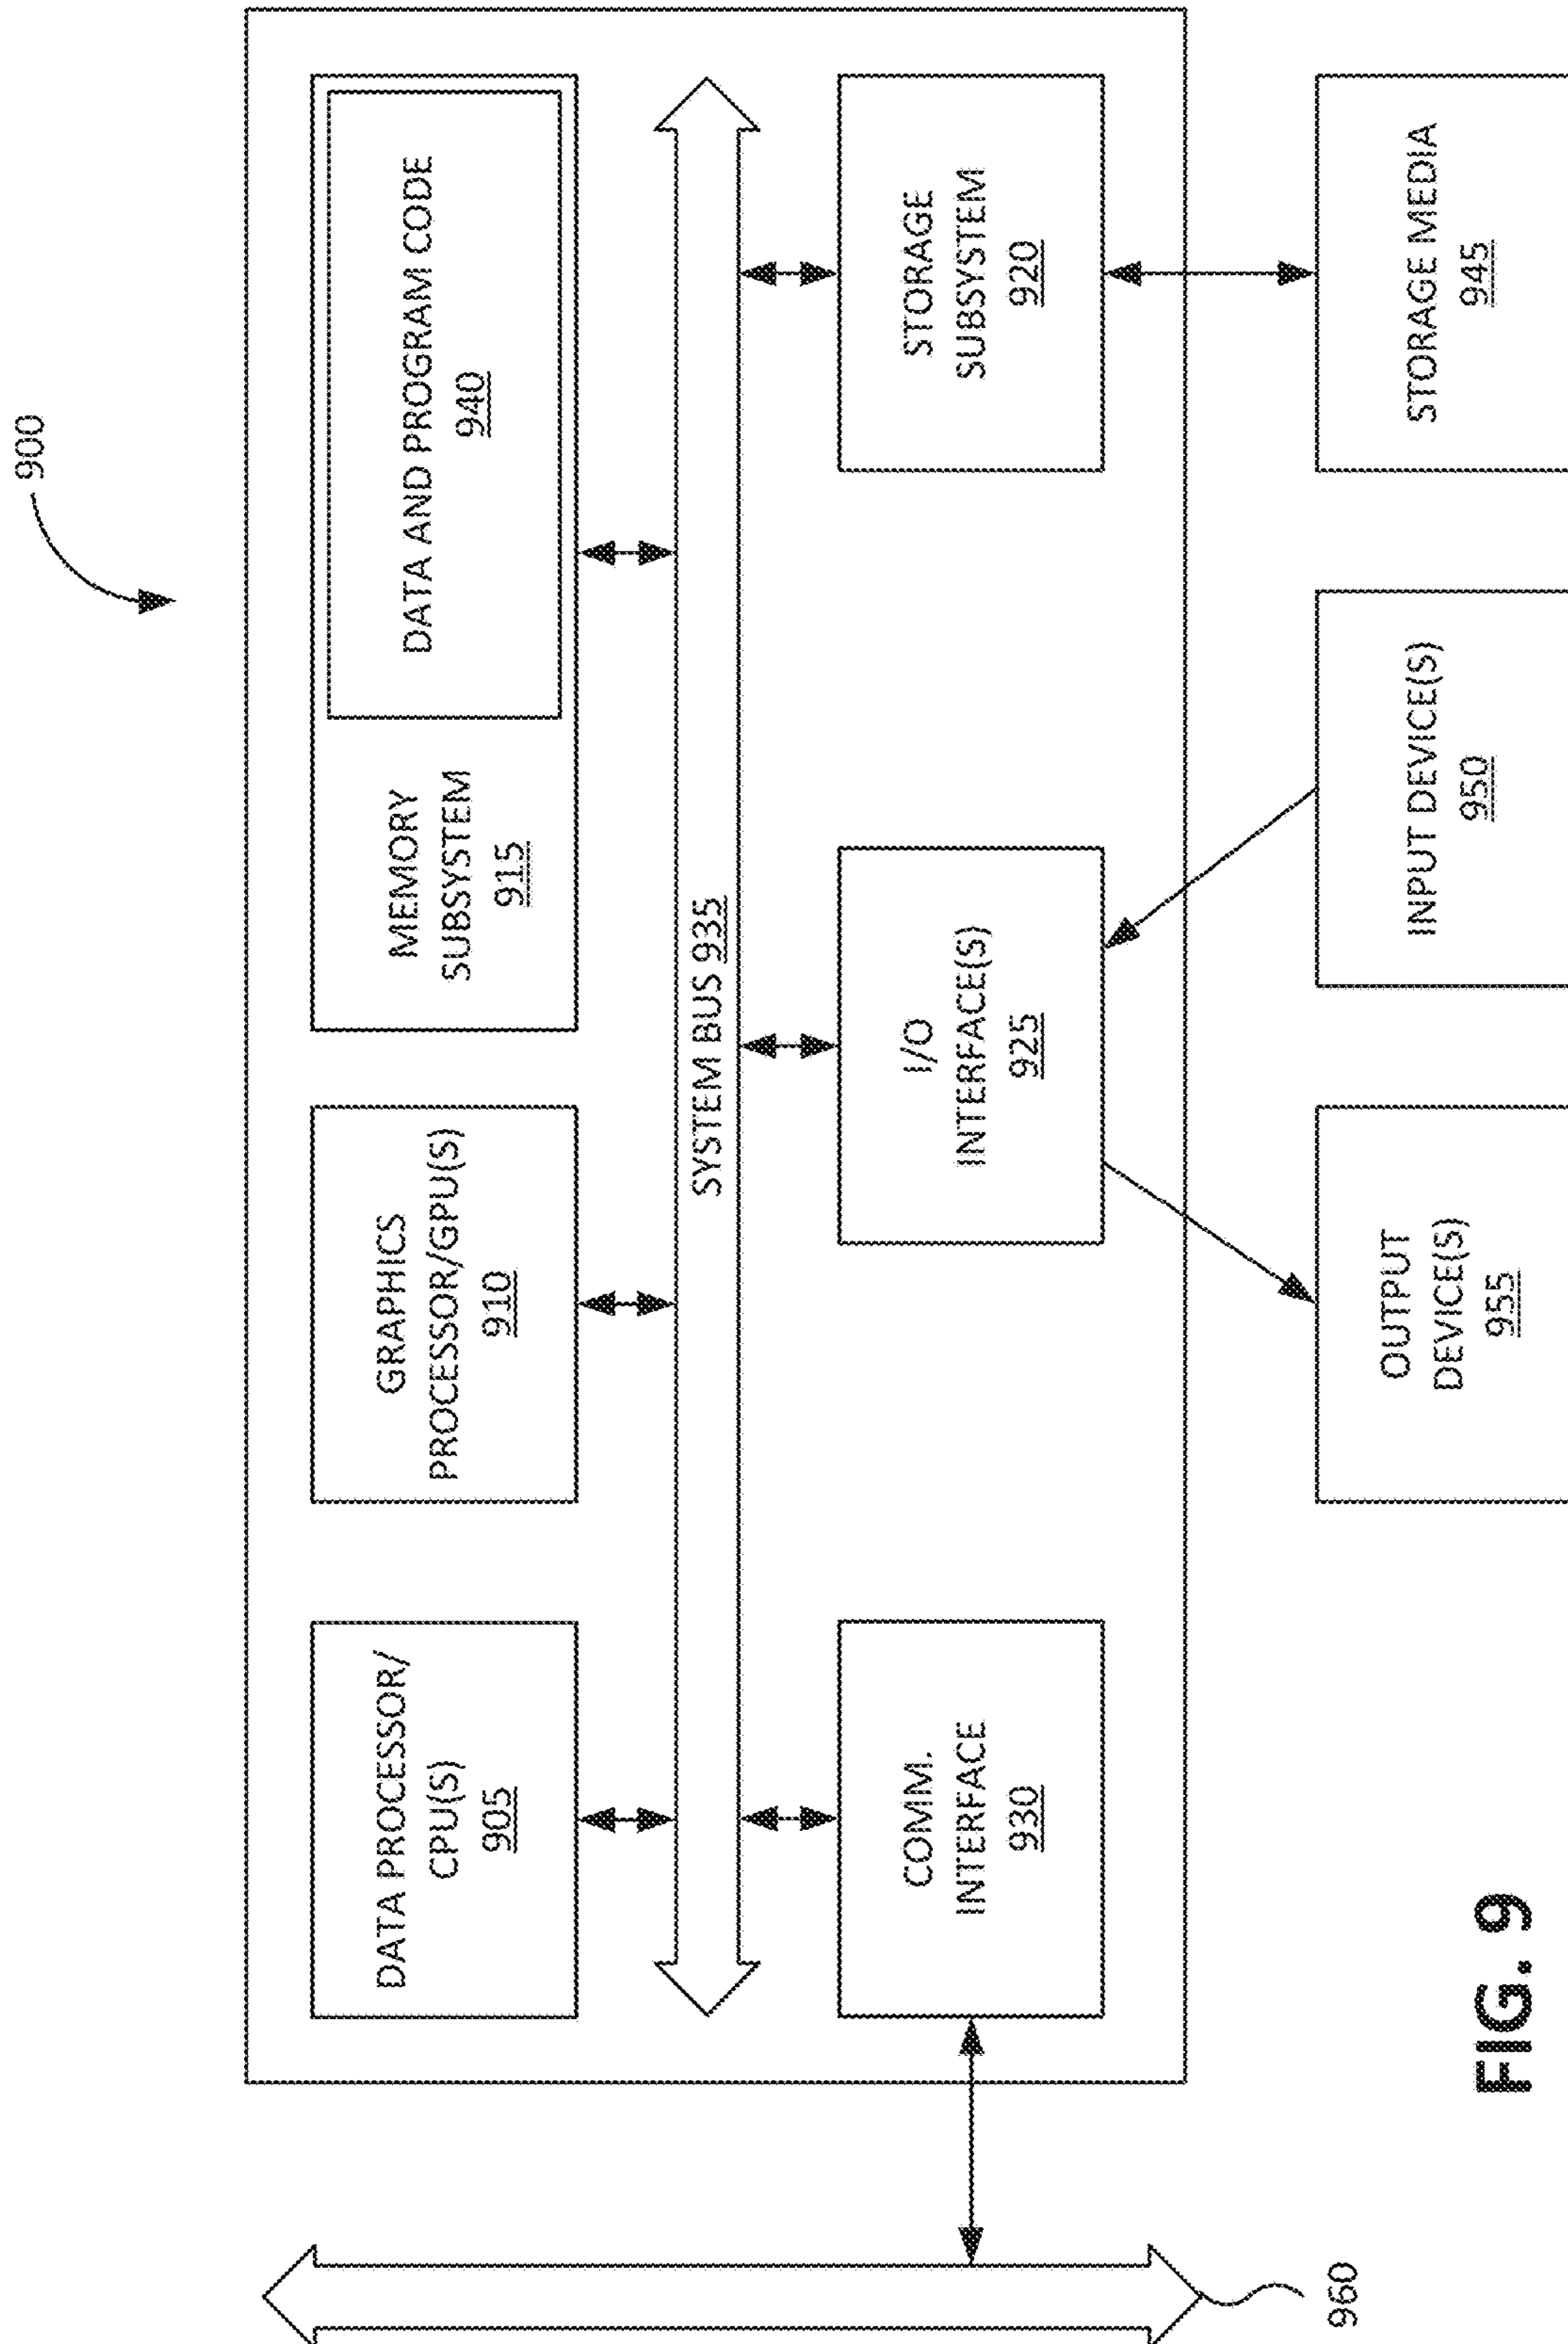 900
DATA PROCESSOR/
CPU(S)
905
GRAPHICS
PROCESSOR/GPU(S)
910
MEMORY
SUBSYSTEM
915
DATA AND PROGRAM CODE
940
SYSTEM BUS 935
COMM.
INTERFACE
930
I/O
INTERFACE(S)
925
STORAGE
SUBSYSTEM
920
960
OUTPUT
DEVICE(S)
955
INPUT DEVICE(S)
950
STORAGE MEDIA
945
FIG. 9